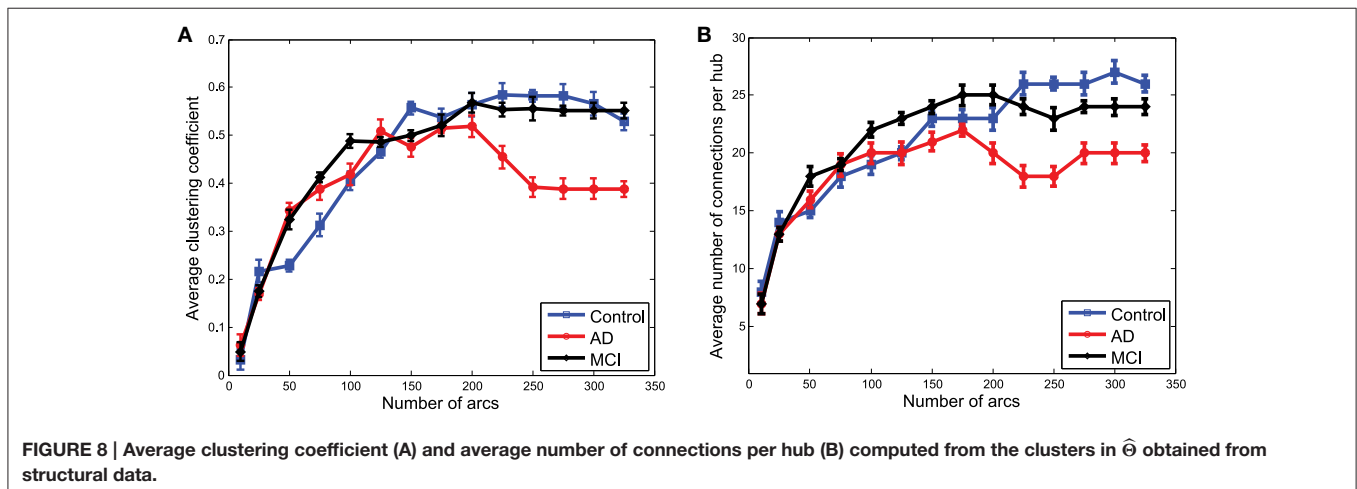 A
0.7
0.6
0.5
0.4
0.3
0.2
0.1
0
0 50 100 150 200 250 300 350
Average clustering coefficient
Number of arcs
Control
AD
MCI
B
30
25
20
15
10
5
0 50 100 150 200 250 300 350
Average number of connections per hub
Number of arcs
Control
AD
MCI
FIGURE 8 | Average clustering coefficient (A) and average number of connections per hub (B) computed from the clusters in Θ̂ obtained from
structural data.